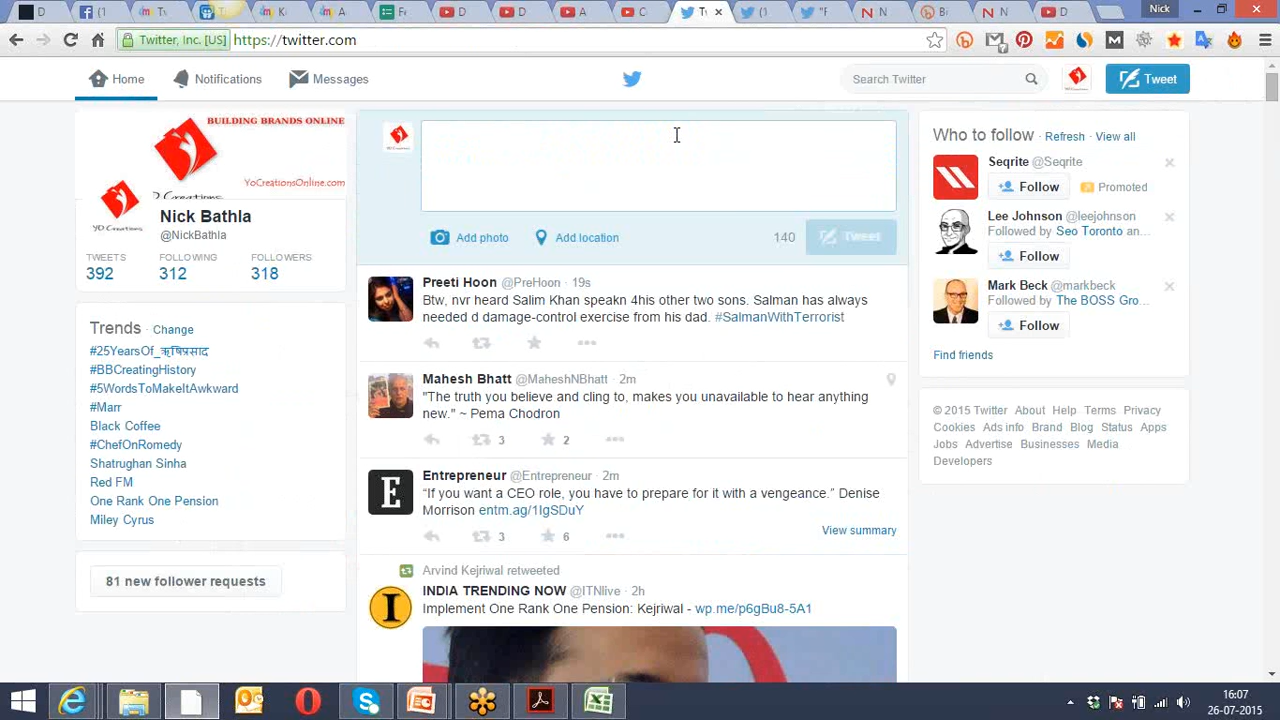 D
f (1
Tw
Tw
K
A
Fe
D
D
A
C
Tw
(1
"F
N
Br
N
D
Nick
Twitter, Inc. [US]
https://twitter.com
Home
Notifications
Messages
Search Twitter
Tweet
BUILDING BRANDS ONLINE
YoCreationsOnline.com
Nick Bathla
@NickBathla
TWEETS FOLLOWING FOLLOWERS
392 312 318
Trends · Change
#25YearsOf_ऋषिप्रसाद
#BBCreatingHistory
#5WordsToMakeItAwkward
#Marr
Black Coffee
#ChefOnRomedy
Shatrughan Sinha
Red FM
One Rank One Pension
Miley Cyrus
81 new follower requests
Add photo
Add location
140
Tweet
Preeti Hoon @PreHoon · 19s
Btw, nvr heard Salim Khan speakn 4his other two sons. Salman has always
needed d damage-control exercise from his dad. #SalmanWithTerrorist
Mahesh Bhatt @MaheshNBhatt · 2m
"The truth you believe and cling to, makes you unavailable to hear anything
new." ~ Pema Chodron
3 2
Entrepreneur @Entrepreneur · 2m
“If you want a CEO role, you have to prepare for it with a vengeance.” Denise
Morrison entm.ag/1IgSDuY
View summary
3 6
Arvind Kejriwal retweeted
INDIA TRENDING NOW @ITNlive · 2h
Implement One Rank One Pension: Kejriwal - wp.me/p6gBu8-5A1
Who to follow · Refresh · View all
Seqrite @Seqrite
Follow
Promoted
Lee Johnson @leejohnson
Followed by Seo Toronto an...
Follow
Mark Beck @markbeck
Followed by The BOSS Gro...
Follow
Find friends
© 2015 Twitter About Help Terms Privacy
Cookies Ads info Brand Blog Status Apps
Jobs Advertise Businesses Media
Developers
16:07
26-07-2015